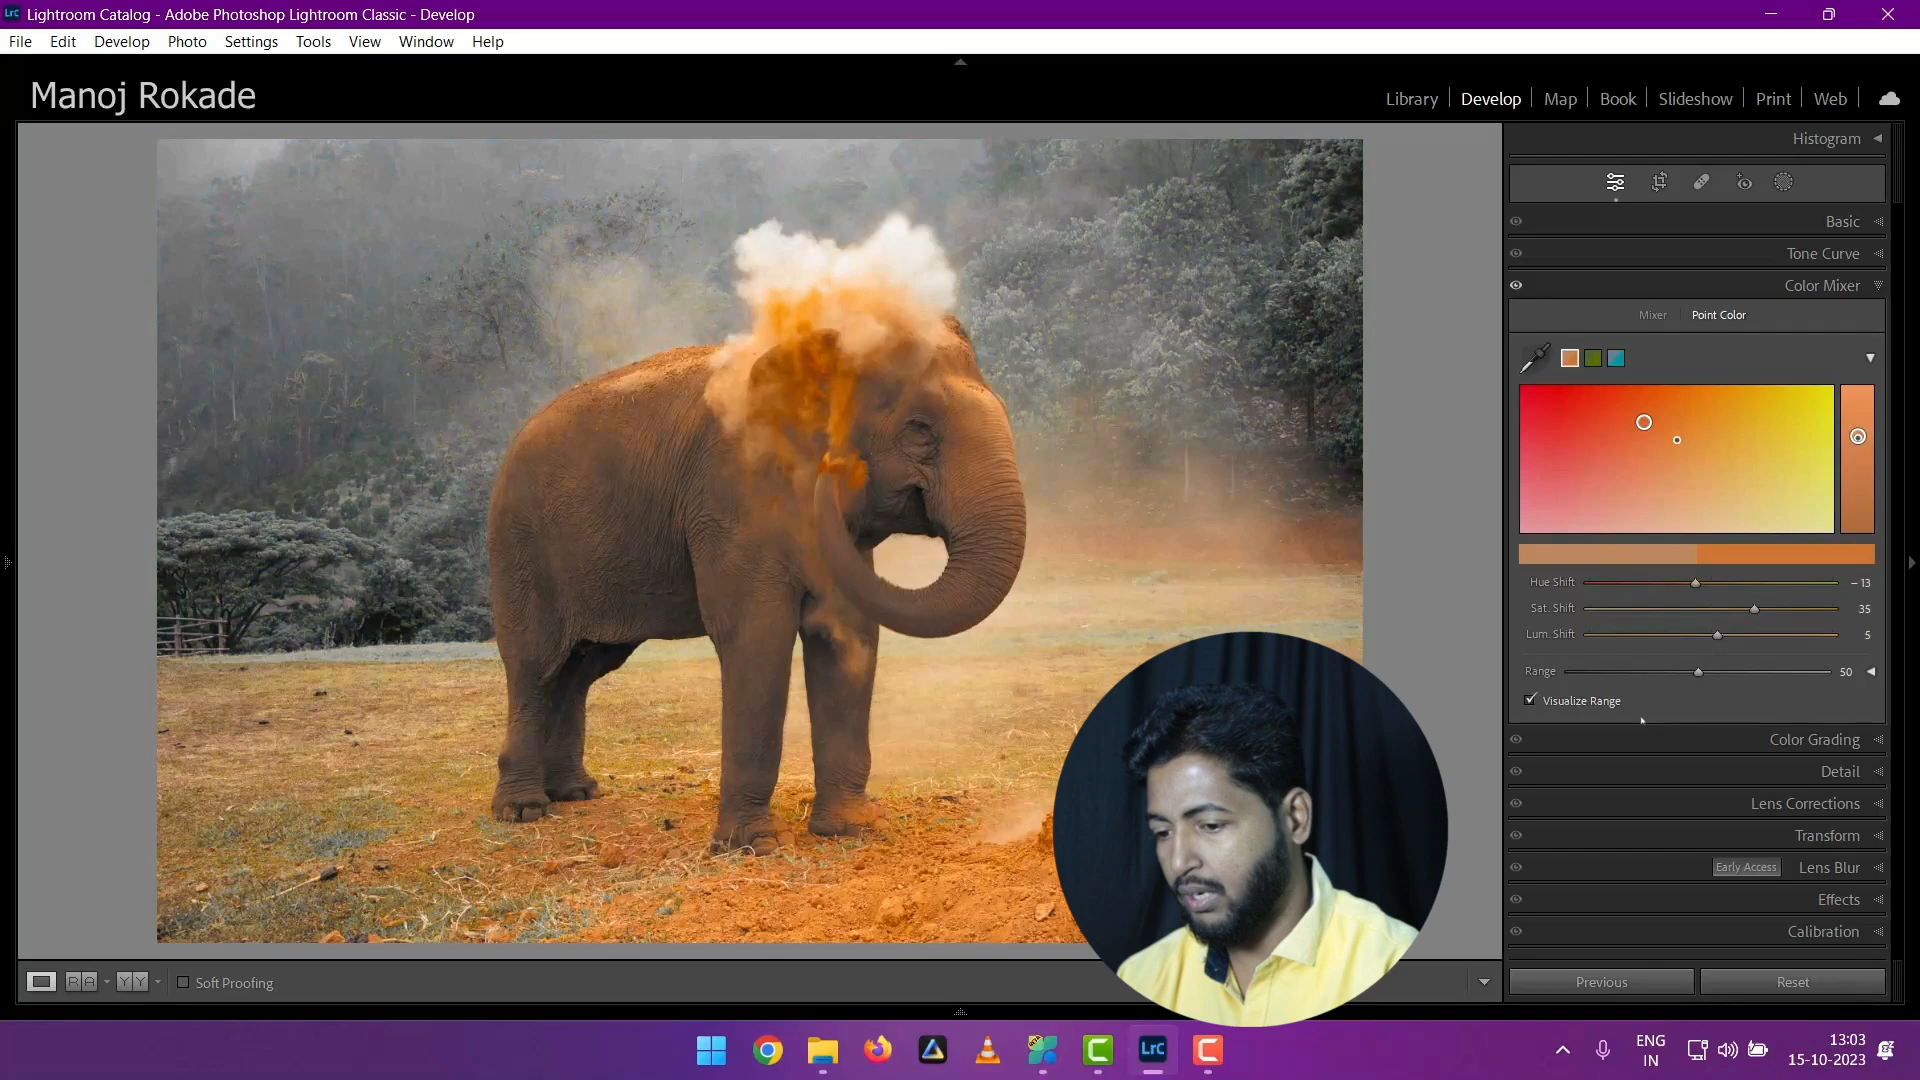 Lightroom Catalog - Adobe Photoshop Lightroom Classic - Develop
File Edit Develop Photo Settings Tools View Window Help
Manoj Rokade
Library Develop Map Book Slideshow Print Web
Histogram
Basic
Tone Curve
Color Mixer
Mixer Point Color
Hue Shift -13
Sat. Shift 35
Lum. Shift 5
Range 50
Visualize Range
Color Grading
Detail
Lens Corrections
Transform
Early Access Lens Blur
Effects
Calibration
R A Y Y Soft Proofing
Previous Reset
LrC
ENG
IN
13:03
15-10-2023